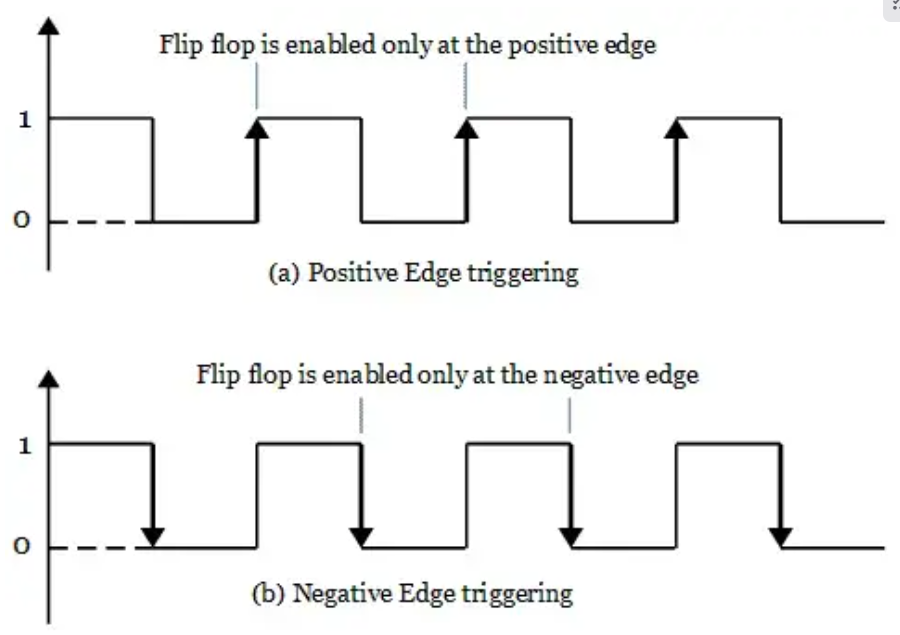 Flip flop is enabled only at the positive edge
1
0
(a) Positive Edge triggering
Flip flop is enabled only at the negative edge
1
0
(b) Negative Edge triggering